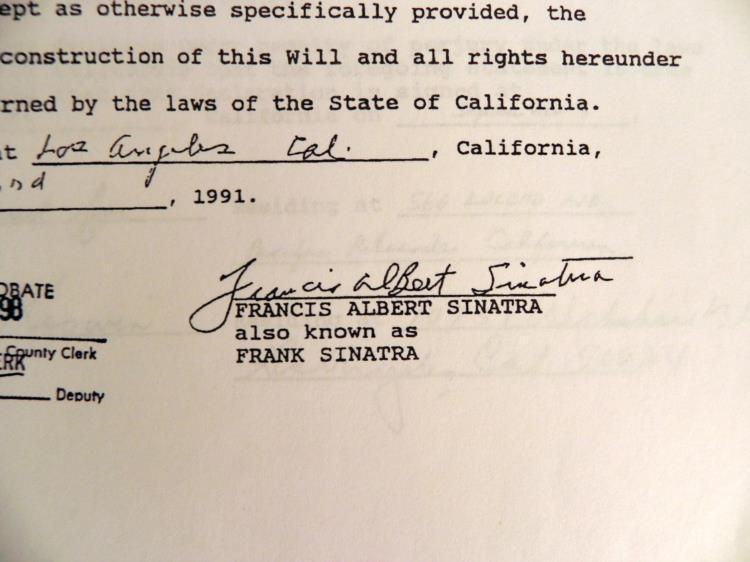 ept as otherwise specifically provided, the
construction of this Will and all rights hereunder
rned by the laws of the State of California.
t Los Angeles Cal. , California,
nd , 1991.
Francis Albert Sinatra
FRANCIS ALBERT SINATRA
also known as
FRANK SINATRA
OBATE
98
County Clerk
ERK
Deputy